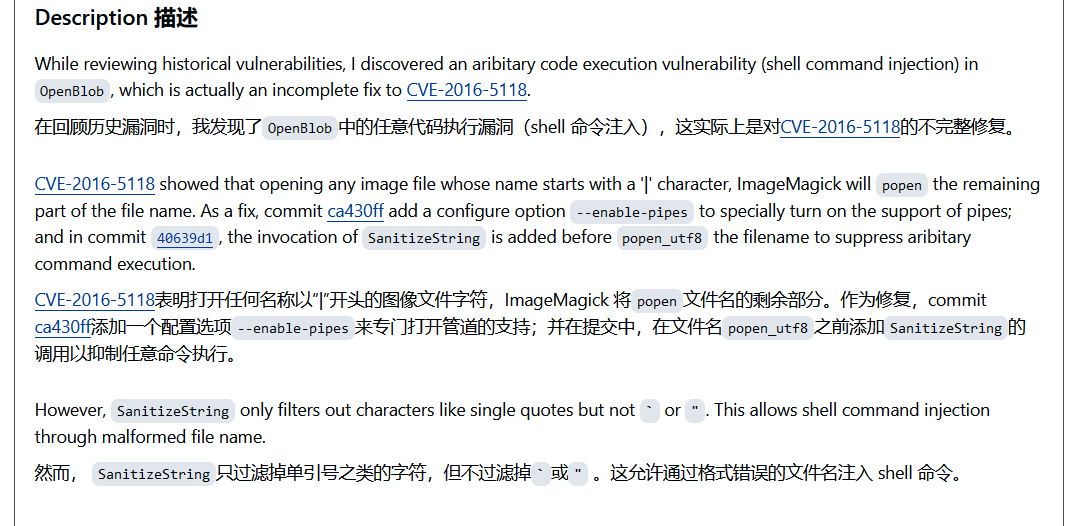 Description 描述
While reviewing historical vulnerabilities, I discovered an aribitary code execution vulnerability (shell command injection) in
OpenBlob, which is actually an incomplete fix to CVE-2016-5118.
在回顾历史漏洞时，我发现了OpenBlob中的任意代码执行漏洞（shell 命令注入），这实际上是对CVE-2016-5118的不完整修复。
CVE-2016-5118 showed that opening any image file whose name starts with a '|' character, ImageMagick will popen the remaining
part of the file name. As a fix, commit ca430ff add a configure option --enable-pipes to specially turn on the support of pipes;
and in commit 40639d1, the invocation of SanitizeString is added before popen_utf8 the filename to suppress aribitary
command execution.
CVE-2016-5118表明打开任何名称以“|”开头的图像文件字符，ImageMagick 将popen文件名的剩余部分。作为修复，commit
ca430ff添加一个配置选项--enable-pipes来专门打开管道的支持；并在提交中，在文件名popen_utf8之前添加SanitizeString的
调用以抑制任意命令执行。
However, SanitizeString only filters out characters like single quotes but not ` or ". This allows shell command injection
through malformed file name.
然而， SanitizeString只过滤掉单引号之类的字符，但不过滤掉`或" 。这允许通过格式错误的文件名注入 shell 命令。